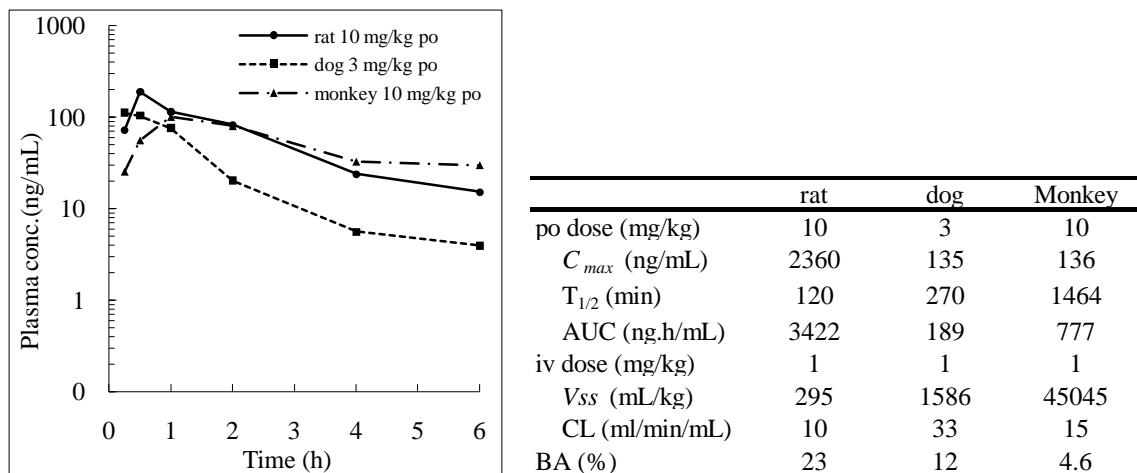 1000
100
10
1
0
Plasma conc.(ng/mL)
rat 10 mg/kg po
dog 3 mg/kg po
monkey 10 mg/kg po
0 1 2 3 4 5 6
Time (h)
rat dog Monkey
po dose (mg/kg) 10 3 10
C max (ng/mL) 2360 135 136
T1/2 (min) 120 270 1464
AUC (ng.h/mL) 3422 189 777
iv dose (mg/kg) 1 1 1
Vss (mL/kg) 295 1586 45045
CL (ml/min/mL) 10 33 15
BA (%) 23 12 4.6